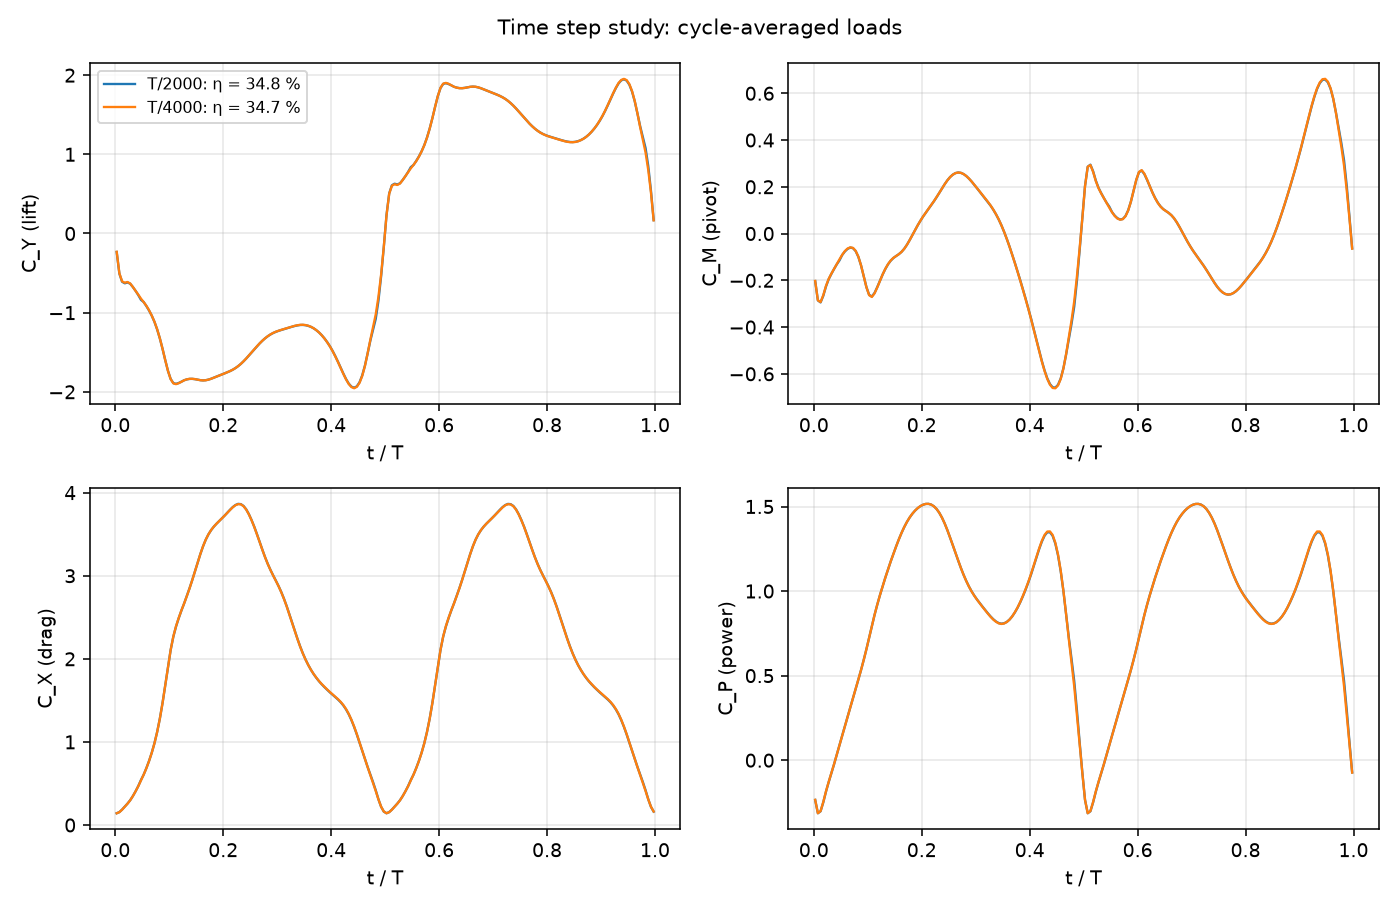 Time step study: cycle-averaged loads
C_Y (lift)
2
1
0
−1
−2
T/2000: η = 34.8 %
T/4000: η = 34.7 %
0.0 0.2 0.4 0.6 0.8 1.0
t / T
C_M (pivot)
0.6
0.4
0.2
0.0
−0.2
−0.4
−0.6
0.0 0.2 0.4 0.6 0.8 1.0
t / T
C_X (drag)
4
3
2
1
0
0.0 0.2 0.4 0.6 0.8 1.0
t / T
C_P (power)
1.5
1.0
0.5
0.0
0.0 0.2 0.4 0.6 0.8 1.0
t / T